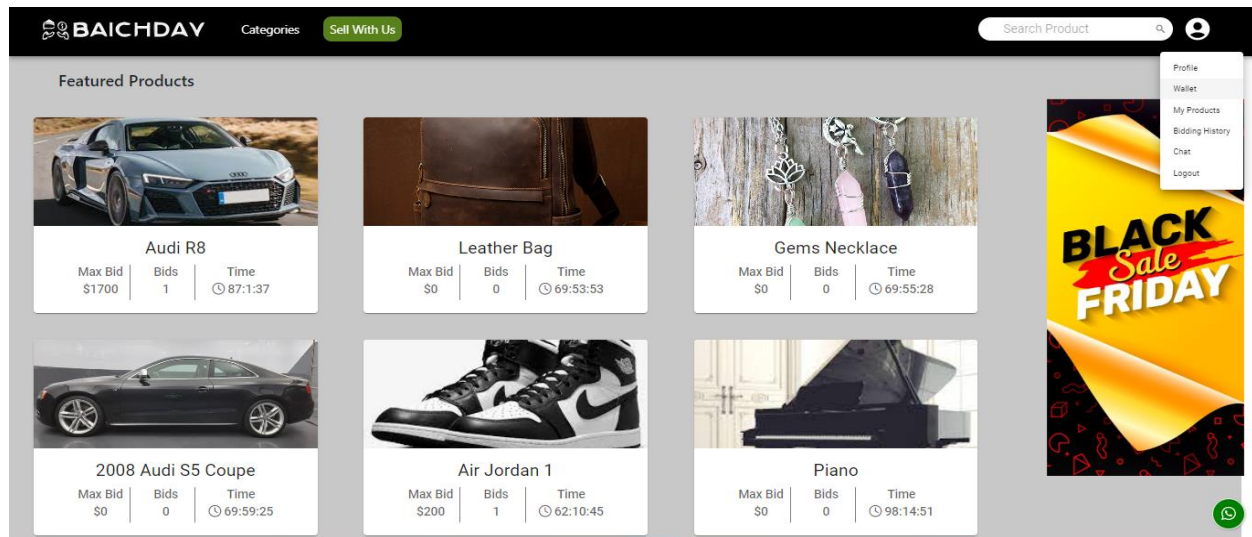 BAICHDAY
Categories
Sell With Us
Search Product
Profile
Wallet
My Products
Bidding History
Chat
Logout
Featured Products
Audi R8
Max Bid Bids Time
$1700 1 87:1:37
Leather Bag
Max Bid Bids Time
$0 0 69:53:53
Gems Necklace
Max Bid Bids Time
$0 0 69:55:28
BLACK
Sale
FRIDAY
2008 Audi S5 Coupe
Max Bid Bids Time
$0 0 69:59:25
Air Jordan 1
Max Bid Bids Time
$200 1 62:10:45
Piano
Max Bid Bids Time
$0 0 98:14:51